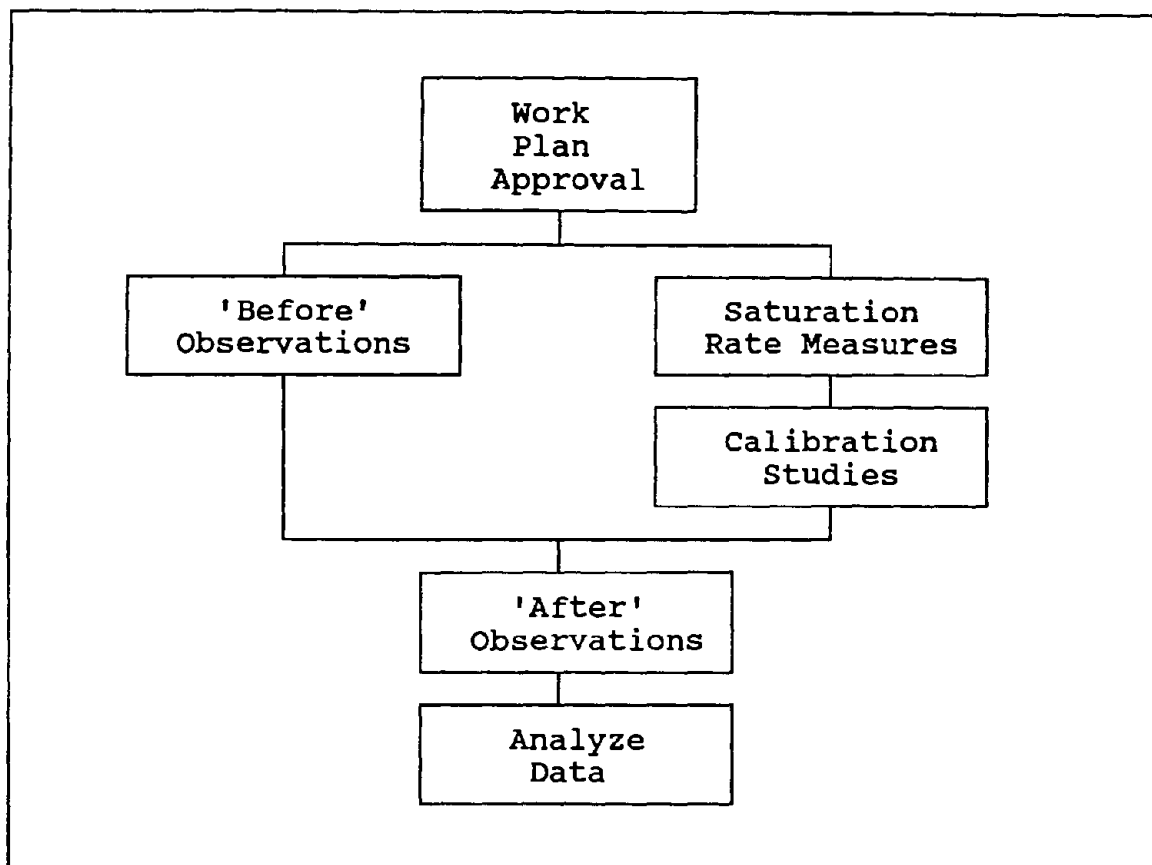 Work
Plan
Approval
'Before'
Observations
Saturation
Rate Measures
Calibration
Studies
'After'
Observations
Analyze
Data